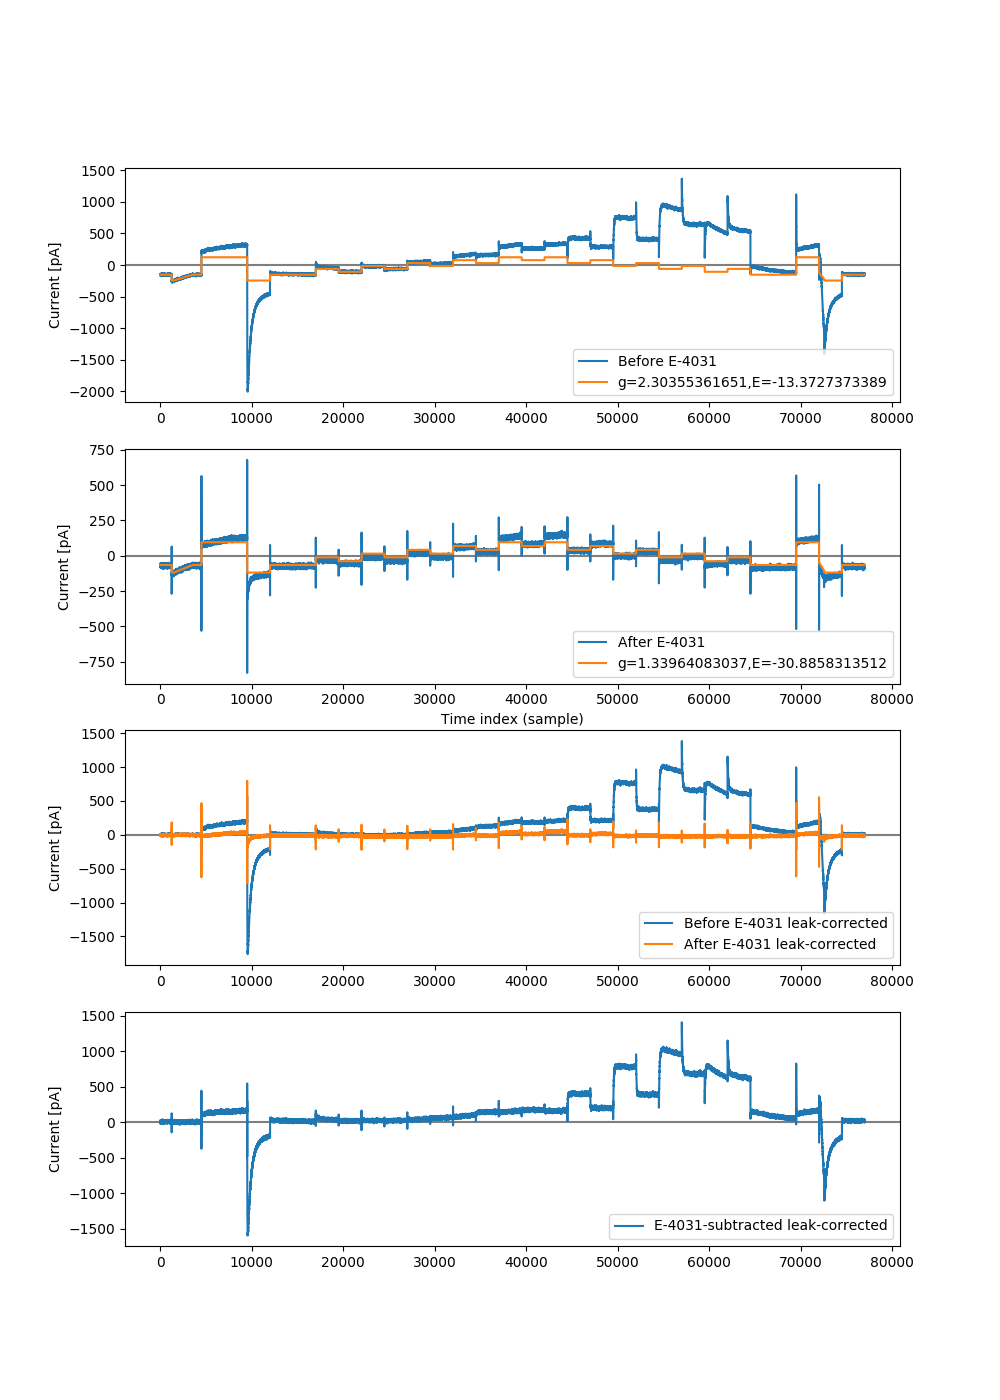 1500
1000
500
0
−500
−1000
−1500
−2000
Current [pA]
Before E-4031
g=2.30355361651,E=-13.3727373389
0 10000 20000 30000 40000 50000 60000 70000 80000
750
500
250
0
−250
−500
−750
Current [pA]
After E-4031
g=1.33964083037,E=-30.8858313512
0 10000 20000 30000 40000 50000 60000 70000 80000
Time index (sample)
1500
1000
500
0
−500
−1000
−1500
Current [pA]
Before E-4031 leak-corrected
After E-4031 leak-corrected
0 10000 20000 30000 40000 50000 60000 70000 80000
1500
1000
500
0
−500
−1000
−1500
Current [pA]
E-4031-subtracted leak-corrected
0 10000 20000 30000 40000 50000 60000 70000 80000